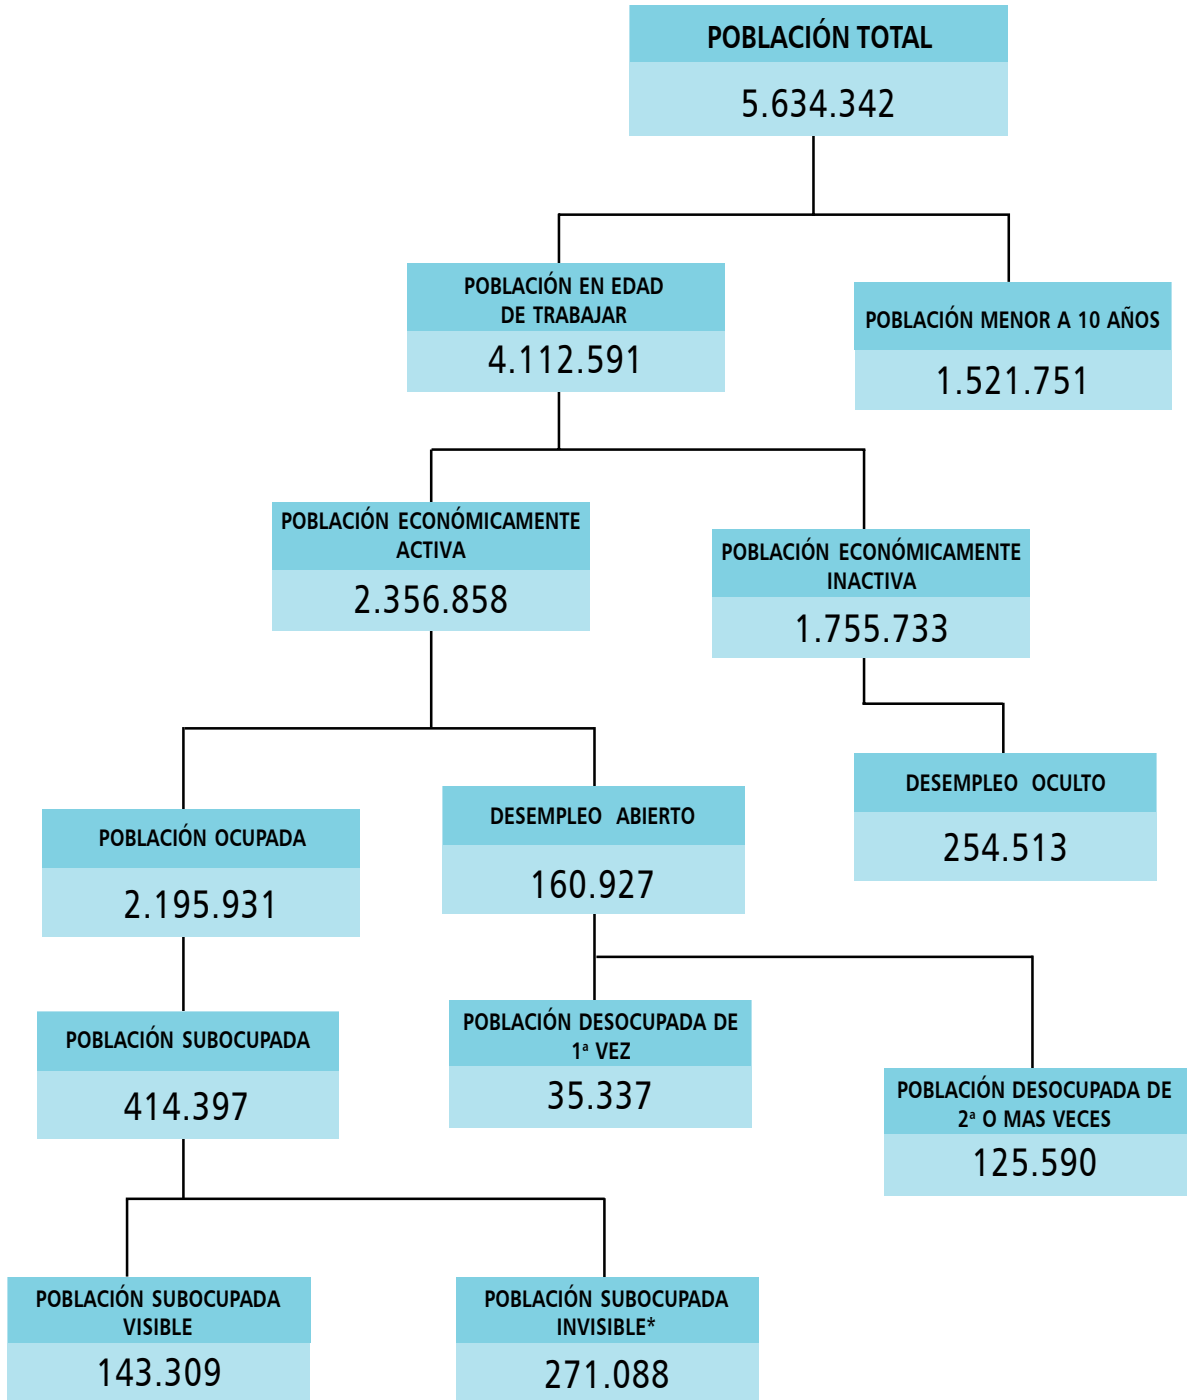 POBLACIÓN TOTAL
5.634.342
POBLACIÓN EN EDAD
DE TRABAJAR
4.112.591
POBLACIÓN MENOR A 10 AÑOS
1.521.751
POBLACIÓN ECONÓMICAMENTE
ACTIVA
2.356.858
POBLACIÓN ECONÓMICAMENTE
INACTIVA
1.755.733
DESEMPLEO OCULTO
254.513
POBLACIÓN OCUPADA
2.195.931
DESEMPLEO ABIERTO
160.927
POBLACIÓN SUBOCUPADA
414.397
POBLACIÓN DESOCUPADA DE
1ª VEZ
35.337
POBLACIÓN DESOCUPADA DE
2ª O MAS VECES
125.590
POBLACIÓN SUBOCUPADA
VISIBLE
143.309
POBLACIÓN SUBOCUPADA
INVISIBLE*
271.088